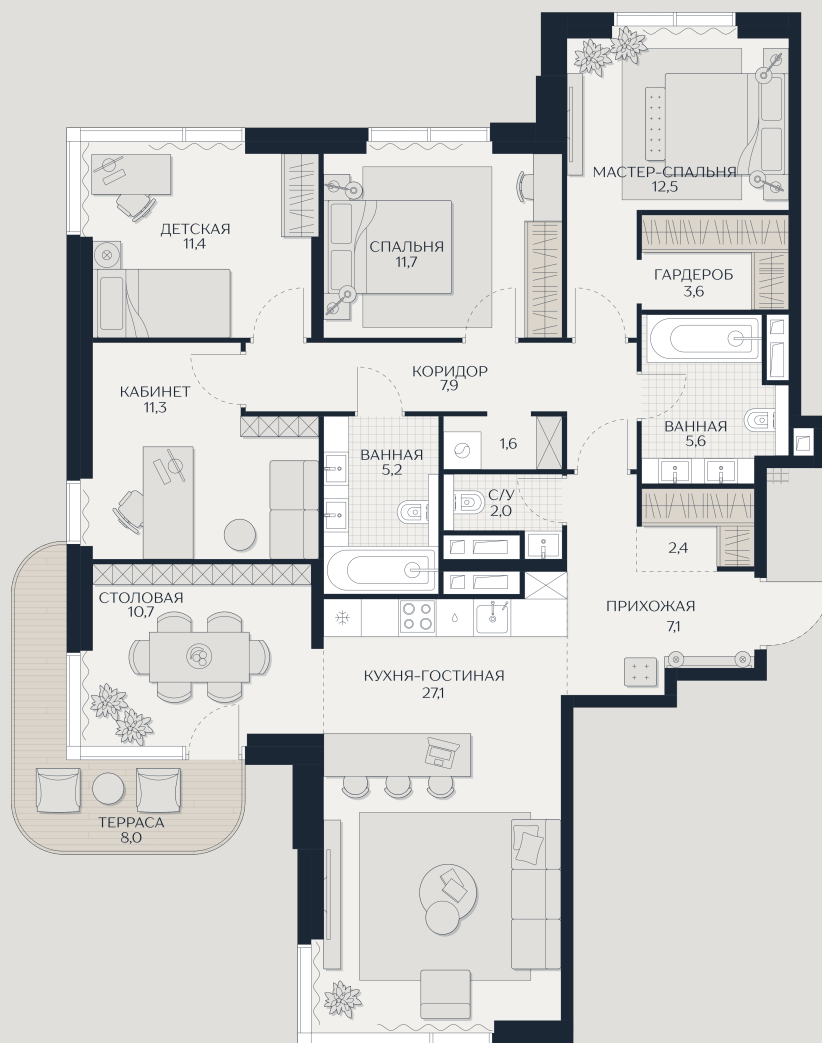 МАСТЕР-СПАЛЬНЯ
12,5
ДЕТСКАЯ
11,4
СПАЛЬНЯ
11,7
ГАРДЕРОБ
3,6
КАБИНЕТ
11,3
КОРИДОР
7,9
ВАННАЯ
5,6
ВАННАЯ
5,2
1,6
С/У
2,0
2,4
СТОЛОВАЯ
10,7
ПРИХОЖАЯ
7,1
КУХНЯ-ГОСТИНАЯ
27,1
ТЕРРАСА
8,0